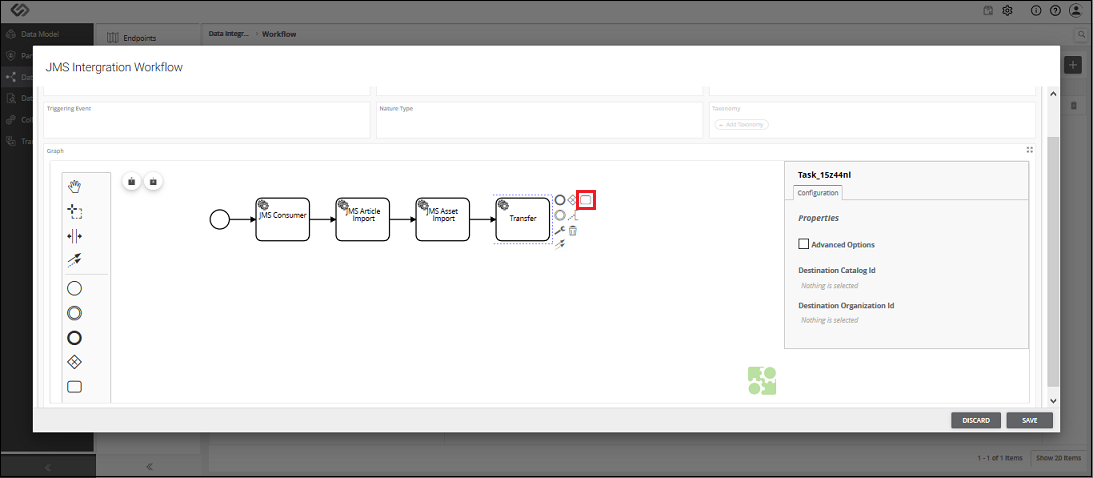 Data Model
Endpoints
Data Integr... › Workflow
JMS Intergration Workflow
Triggering Event
Nature Type
Taxonomy
+ Add Taxonomy
Graph
Task_15z44nl
Configuration
Properties
Advanced Options
Destination Catalog Id
Nothing is selected
Destination Organization Id
Nothing is selected
JMS Consumer
JMS Article
Import
JMS Asset
Import
Transfer
DISCARD
SAVE
1 - 1 of 1 Items
Show 20 Items